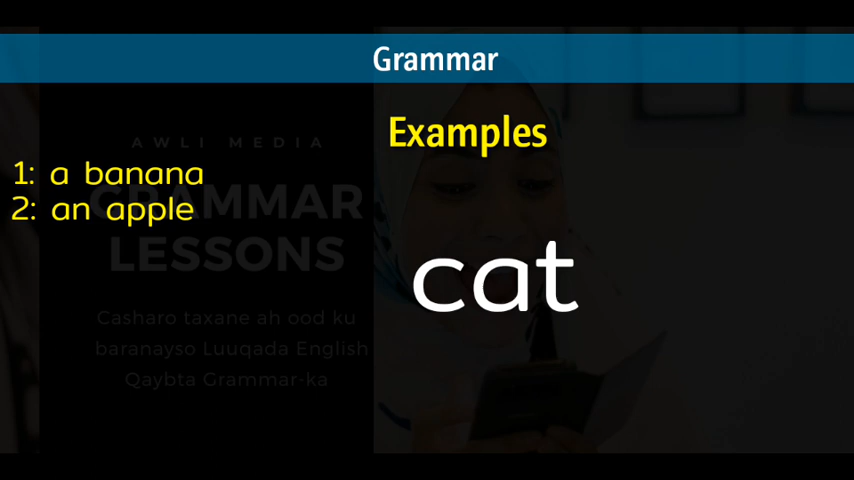 Grammar
Examples
AWLI MEDIA
1: a banana
GRAMMAR
2: an apple
LESSONS
cat
Casharo taxane ah ood ku
baranayso Luuqada English
Qaybta Grammar-ka